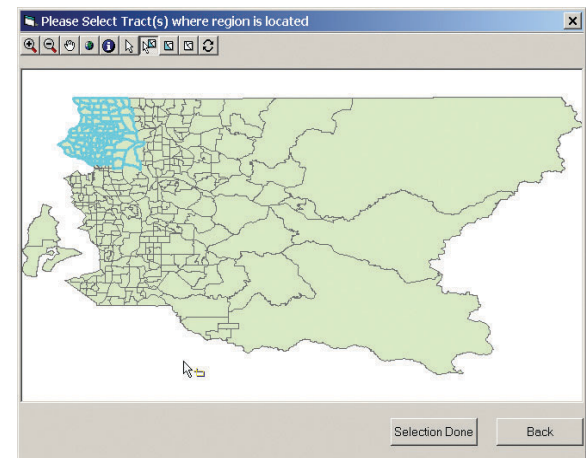 Please Select Tract(s) where region is located
Selection Done
Back